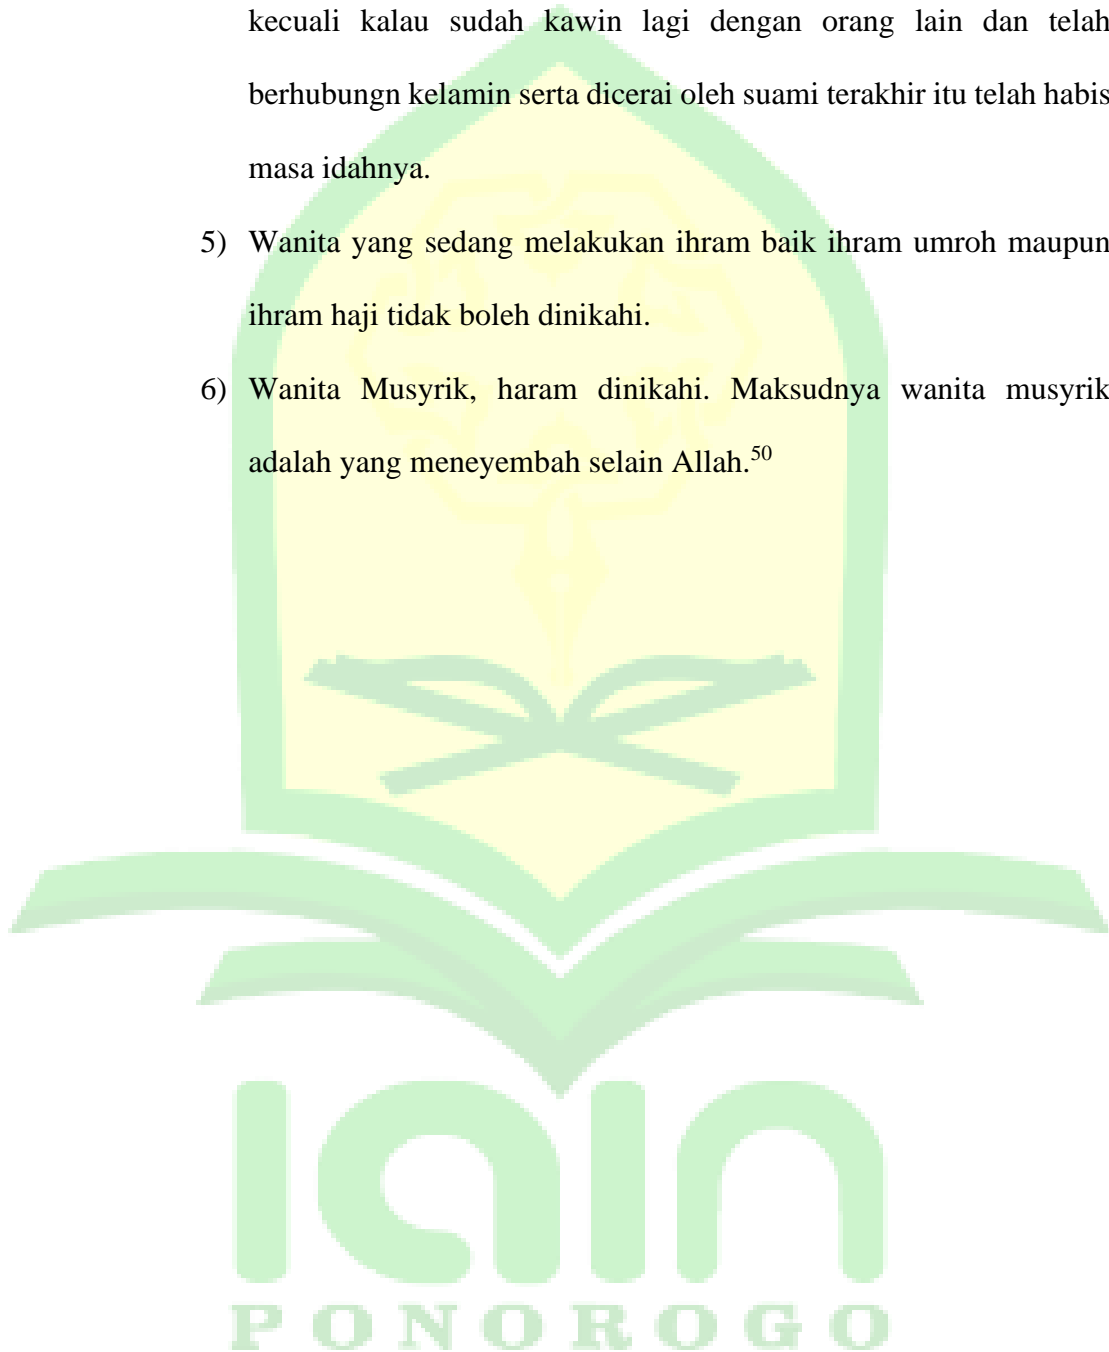 kecuali kalau sudah kawin lagi dengan orang lain dan telah
berhubungn kelamin serta dicerai oleh suami terakhir itu telah habis
masa idahnya.
5) Wanita yang sedang melakukan ihram baik ihram umroh maupun
ihram haji tidak boleh dinikahi.
6) Wanita Musyrik, haram dinikahi. Maksudnya wanita musyrik
adalah yang meneyembah selain Allah.50
iain
PONOROGO